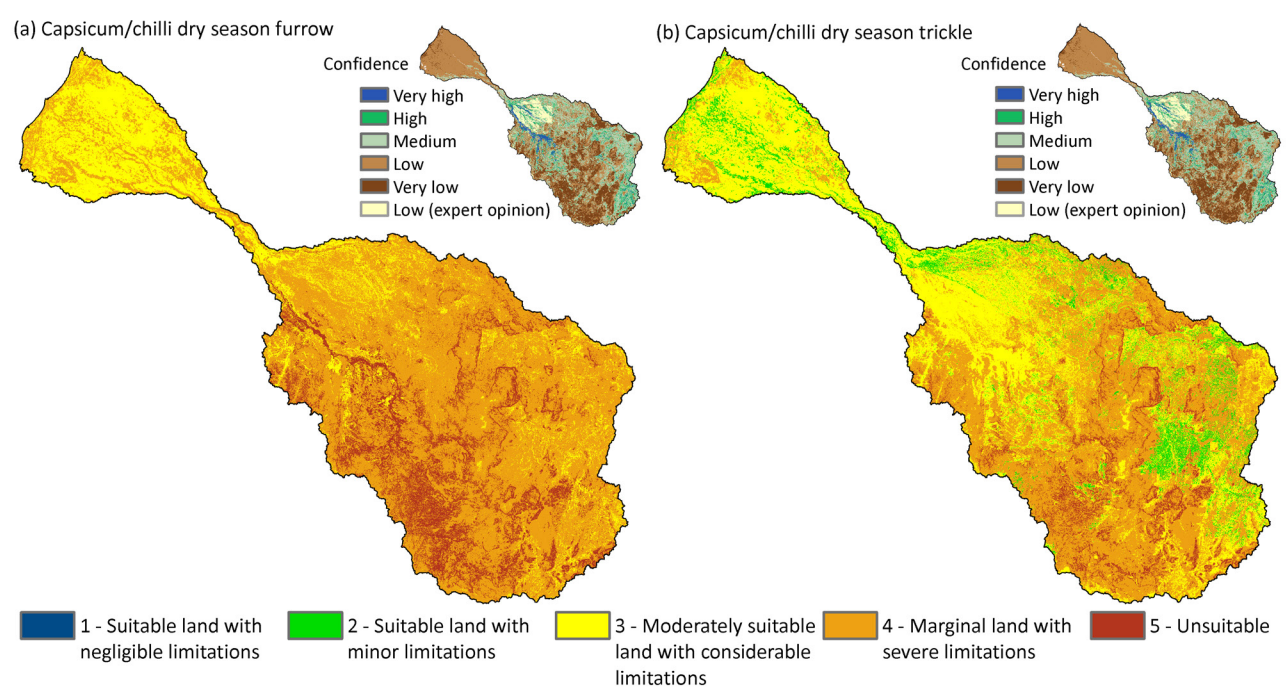 (a) Capsicum/chilli dry season furrow
Confidence
Very high
High
Medium
Low
Very low
Low (expert opinion)
(b) Capsicum/chilli dry season trickle
Confidence
Very high
High
Medium
Low
Very low
Low (expert opinion)
1 - Suitable land with
negligible limitations
2 - Suitable land with
minor limitations
3 - Moderately suitable
land with considerable
limitations
4 - Marginal land with
severe limitations
5 - Unsuitable